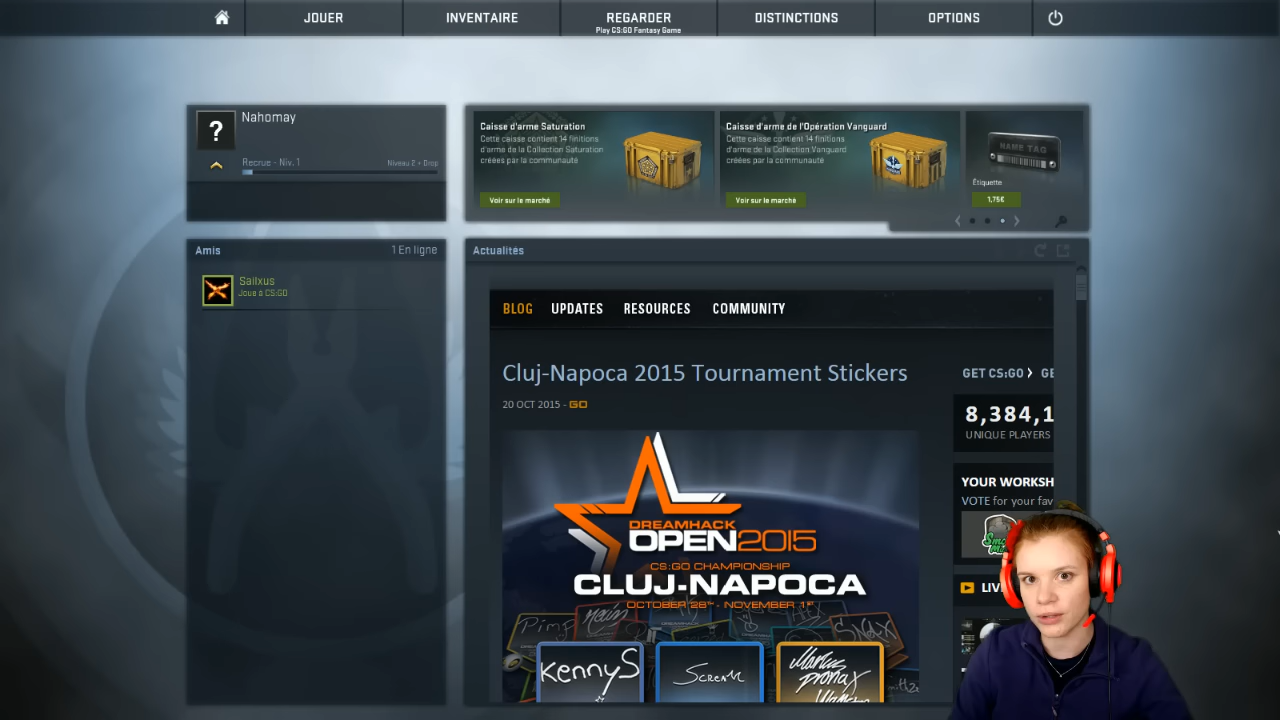 JOUER
INVENTAIRE
REGARDER
Play CS:GO Fantasy Game
DISTINCTIONS
OPTIONS
?
Nahomay
Recrue - Niv. 1
Niveau 2 = Drop
Caisse d'arme Saturation
Cette caisse contient 14 finitions
d'arme de la Collection Saturation
créées par la communauté
Voir sur le marché
Caisse d'arme de l'Opération Vanguard
Cette caisse contient 14 finitions
d'arme de la Collection Vanguard
créées par la communauté
Voir sur le marché
NAME TAG
Étiquette
1,75€
Amis
1 En ligne
Sailxus
Joue à CS:GO
Actualités
BLOG
UPDATES
RESOURCES
COMMUNITY
Cluj-Napoca 2015 Tournament Stickers
20 OCT 2015 - GO
GET CS:GO
GE
8,384,1
UNIQUE PLAYERS
YOUR WORKSH
VOTE for your fav
LIV
DREAMHACK
OPEN2015
CS:GO CHAMPIONSHIP
CLUJ-NAPOCA
OCTOBER 28TH - NOVEMBER 1ST
KennyS
Scream
Markus
pronax